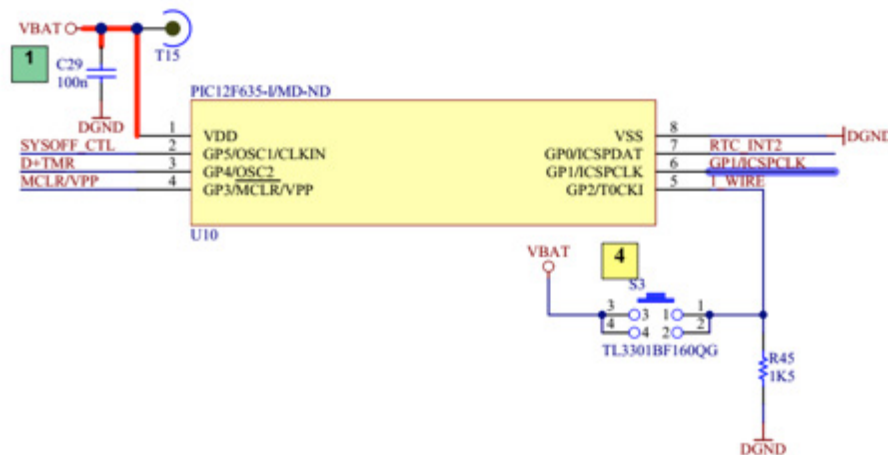 VBAT
1
C29
100n
DGND
T15
PIC12F635-I/MD-ND
1
VDD
VSS
8
DGND
SYSOFF_CTL
2
GP5/OSC1/CLKIN
GP0/ICSPDAT
7
RTC_INT2
D+TMR
3
GP4/OSC2
GP1/ICSPCLK
6
GP1/ICSPCLK
MCLR/VPP
4
GP3/MCLR/VPP
GP2/T0CKI
5
1_WIRE
U10
VBAT
4
S3
3
3
1
1
4
4
2
2
TL3301BF160QG
R45
1K5
DGND